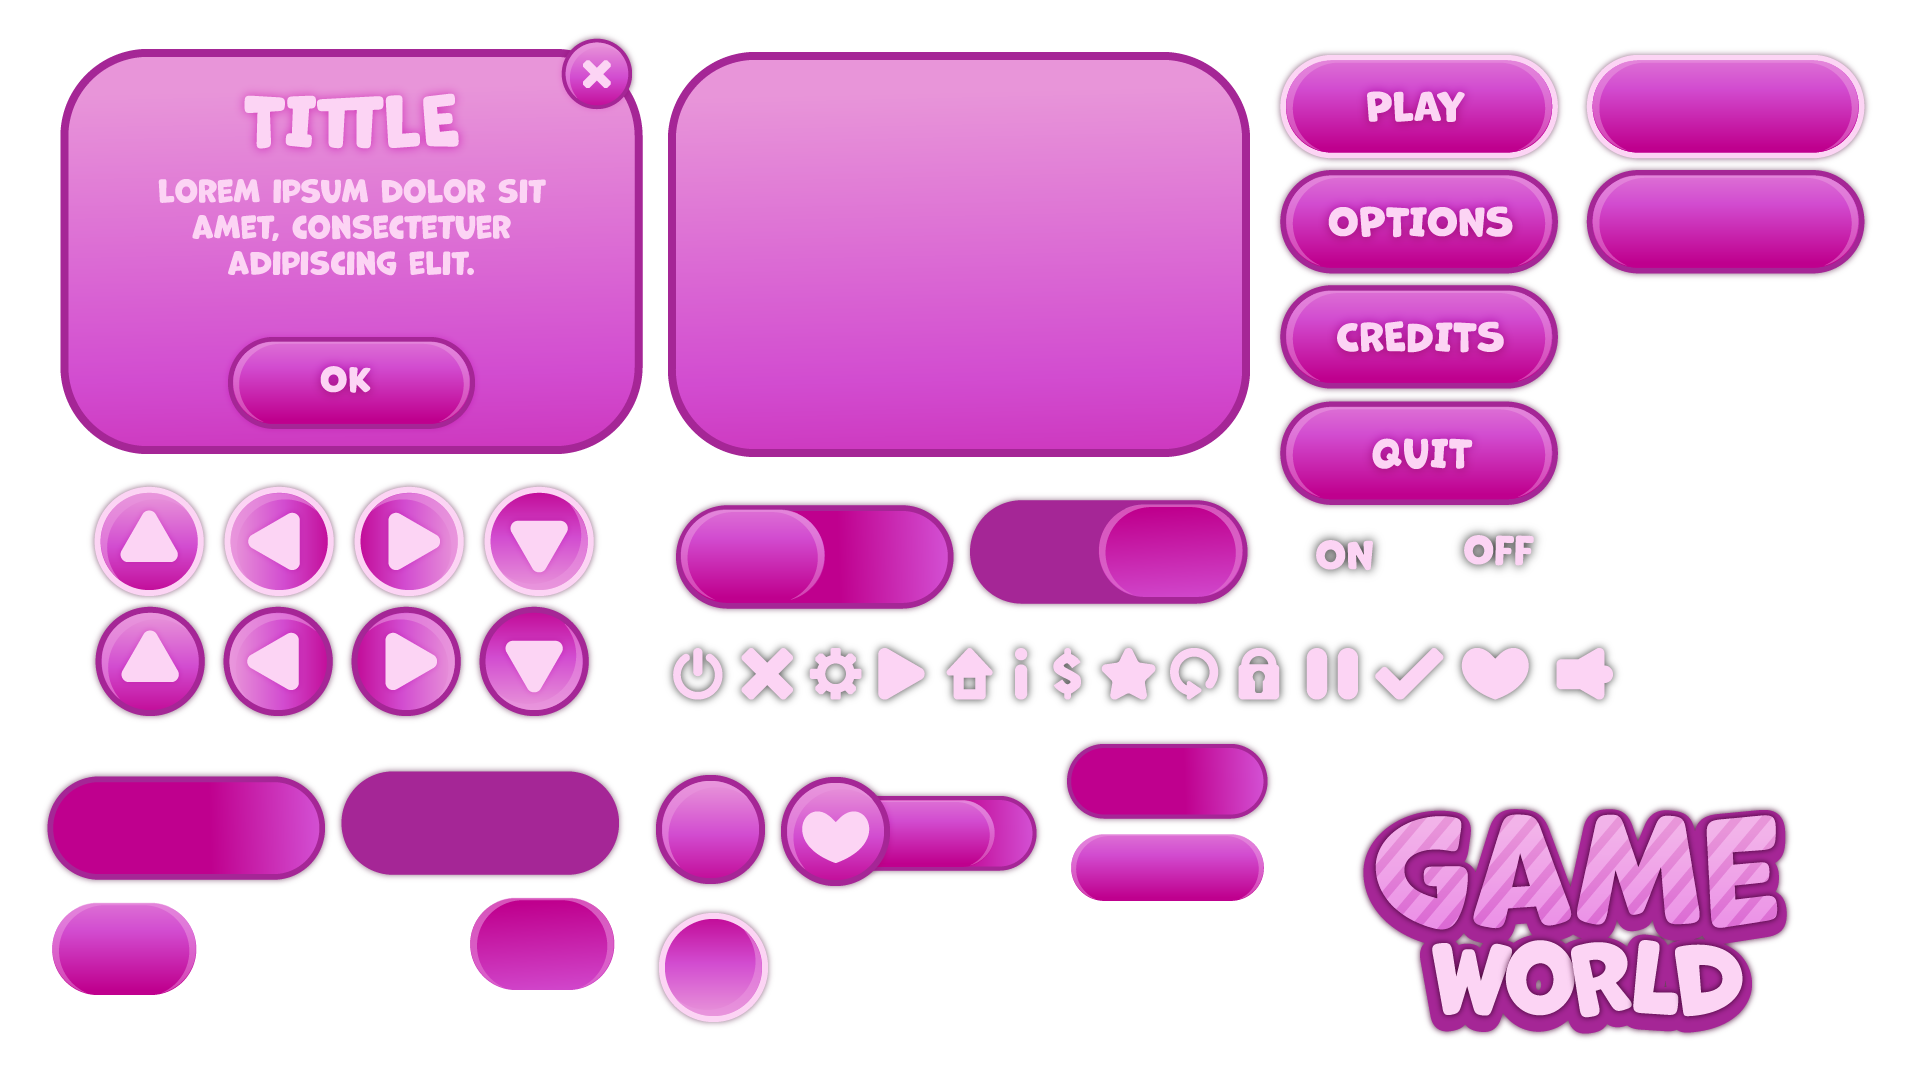 TITTLE
LOREM IPSUM DOLOR SIT
AMET, CONSECTETUER
ADIPISCING ELIT.
OK
PLAY
OPTIONS
CREDITS
QUIT
ON
OFF
GAME
WORLD